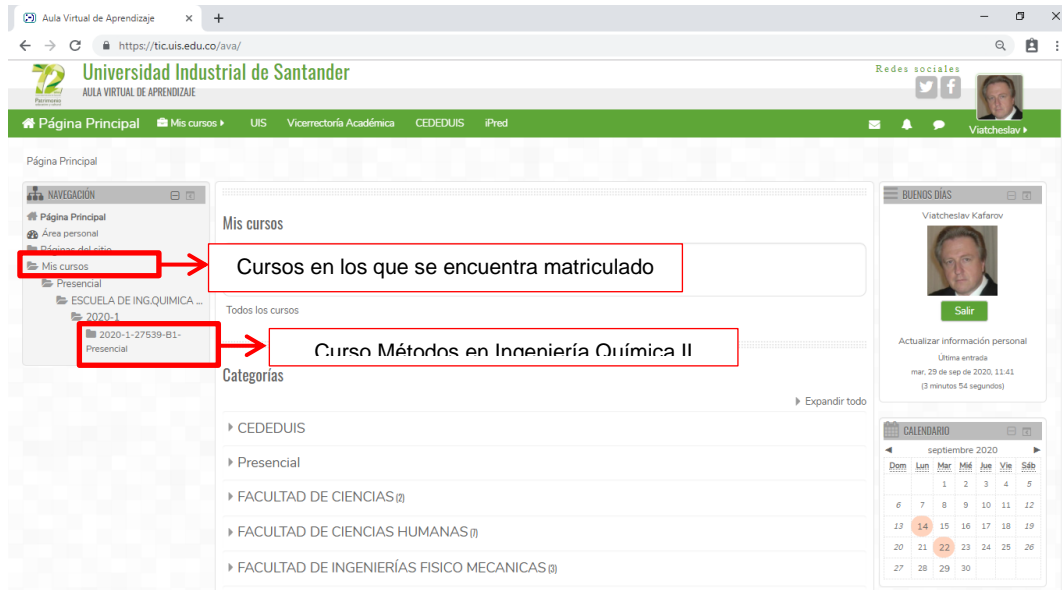 Aula Virtual de Aprendizaje
https://tic.uis.edu.co/ava/
Universidad Industrial de Santander
AULA VIRTUAL DE APRENDIZAJE
72
Patrimonio
Redes sociales
Página Principal Mis cursos UIS Vicerrectoría Académica CEDEDUIS iPred Viatcheslav
Página Principal
NAVEGACIÓN
Página Principal
Área personal
Páginas del sitio
Mis cursos
Presencial
ESCUELA DE ING.QUIMICA ...
2020-1
2020-1-27539-B1-
Presencial
Mis cursos
Cursos en los que se encuentra matriculado
Todos los cursos
Curso Métodos en Ingeniería Química II
Categorías
Expandir todo
CEDEDUIS
Presencial
FACULTAD DE CIENCIAS (2)
FACULTAD DE CIENCIAS HUMANAS (7)
FACULTAD DE INGENIERÍAS FISICO MECANICAS (3)
BUENOS DÍAS
Viatcheslav Kafarov
Salir
Actualizar información personal
Última entrada
mar, 29 de sep de 2020, 11:41
(3 minutos 54 segundos)
CALENDARIO
septiembre 2020
Dom Lun Mar Mié Jue Vie Sáb
1 2 3 4 5
6 7 8 9 10 11 12
13 14 15 16 17 18 19
20 21 22 23 24 25 26
27 28 29 30